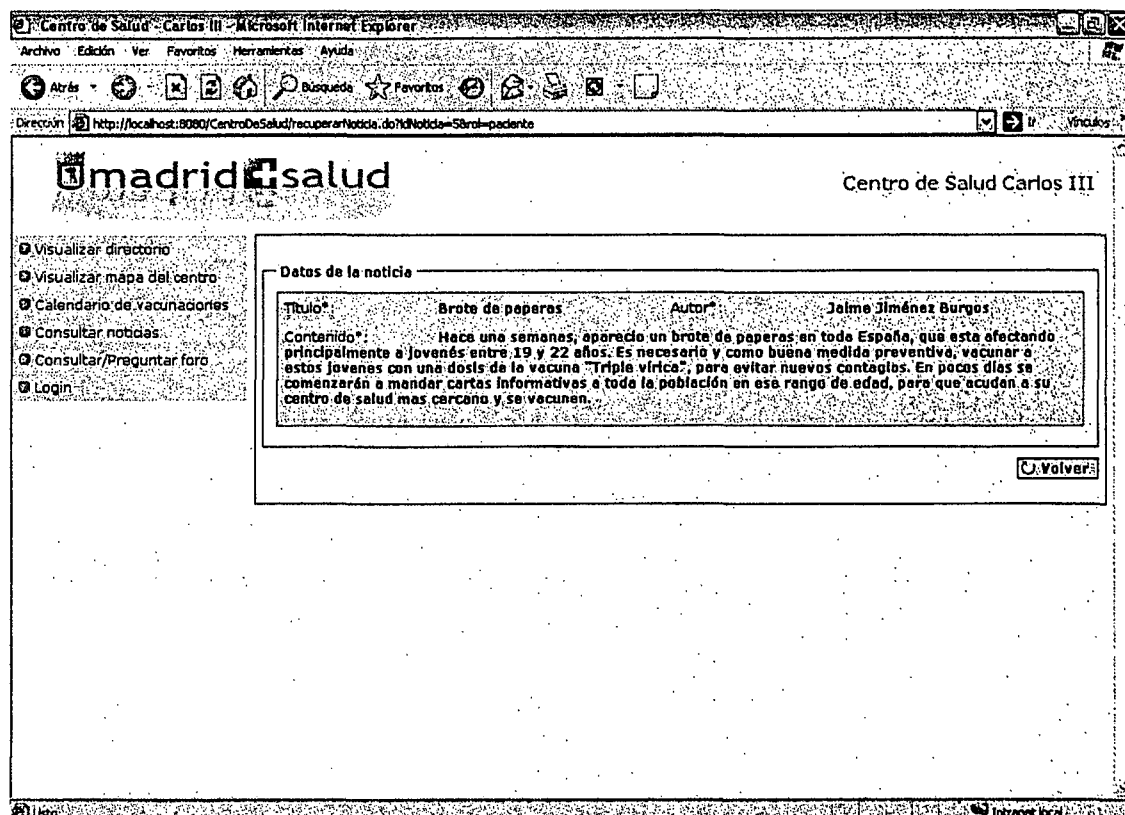 Centro de Salud - Carlos III - Microsoft Internet Explorer
Archivo Edición Ver Favoritos Herramientas Ayuda
Atrás Búsqueda Favoritos
Dirección http://localhost:8080/CentroDeSalud/recuperarNoticia.do?idNoticia=5&rol=paciente Ir Vínculos
madrid salud
Centro de Salud Carlos III
Visualizar directorio
Visualizar mapa del centro
Calendario de vacunaciones
Consultar noticias
Consultar/Preguntar foro
Login
Datos de la noticia
Título*: Brote de paperas Autor*: Jaime Jiménez Burgos
Contenido*: Hace una semanas, aparecio un brote de paperas en toda España, que esta afectando
principalmente a jovenés entre 19 y 22 años. Es necesario y como buena medida preventiva, vacunar a
estos jovenes con una dosis de la vacuna "Triple virica", para evitar nuevos contagios. En pocos días se
comenzarán a mandar cartas informativas a toda la población en ese rango de edad, para que acudan a su
centro de salud mas cercano y se vacunen.
Volver
Listo Intranet local